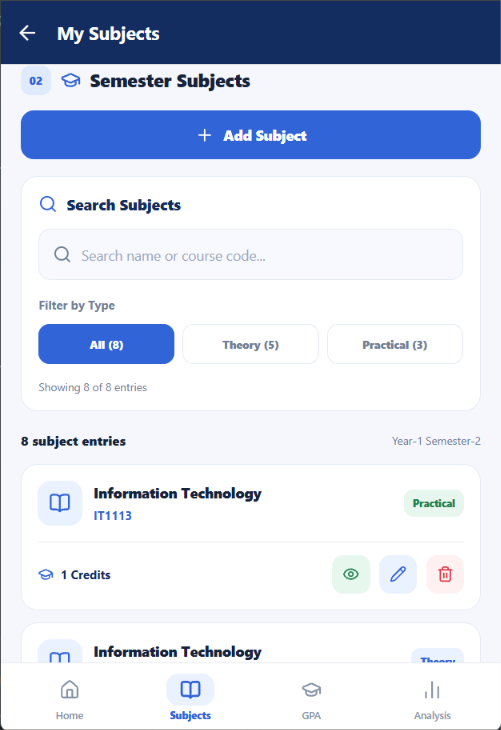 My Subjects
02 Semester Subjects
+ Add Subject
Search Subjects
Search name or course code...
Filter by Type
All (8) Theory (5) Practical (3)
Showing 8 of 8 entries
8 subject entries Year-1 Semester-2
Information Technology
Practical
IT1113
1 Credits
Information Technology
Theory
Home Subjects GPA Analysis